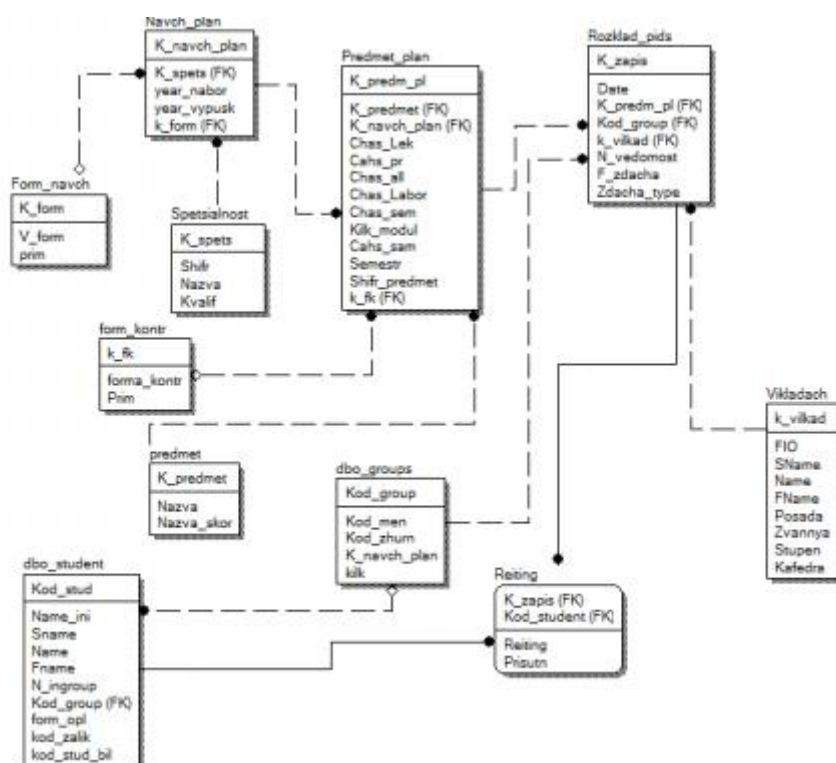 Navch_plan
K_navch_plan
K_spets (FK)
year_nabor
year_vypusk
k_form (FK)
Predmet_plan
K_predm_pl
K_predmet (FK)
K_navch_plan (FK)
Chas_Lek
Cahs_pr
Chas_all
Chas_Labor
Chas_sem
Kilk_modul
Cahs_sam
Semestr
Shifr_predmet
k_fk (FK)
Rozklad_pids
K_zapis
Date
K_predm_pl (FK)
Kod_group (FK)
k_vilkad (FK)
N_vedomost
F_zdacha
Zdacha_type
Form_navch
K_form
V_form
prim
Spetsialnost
K_spets
Shifr
Nazva
Kvalif
form_kontr
k_fk
forma_kontr
Prim
predmet
K_predmet
Nazva
Nazva_skor
dbo_groups
Kod_group
Kod_men
Kod_zhurn
K_navch_plan
kilk
Vikladach
k_vilkad
FIO
SName
Name
FName
Posada
Zvannya
Stupen
Kafedra
dbo_student
Kod_stud
Name_ini
Sname
Name
Fname
N_ingroup
Kod_group (FK)
form_opl
kod_zalik
kod_stud_bil
Reiting
K_zapis (FK)
Kod_student (FK)
Reiting
Prisutn